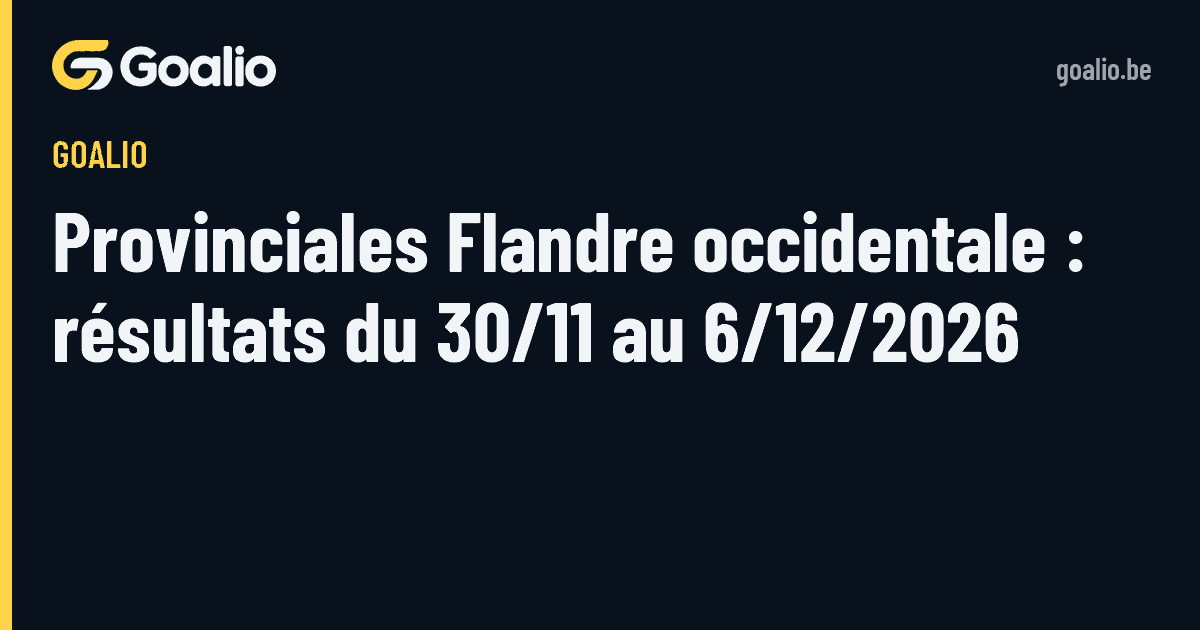 Goalio
goalio.be
GOALIO
Provinciales Flandre occidentale :
résultats du 30/11 au 6/12/2026